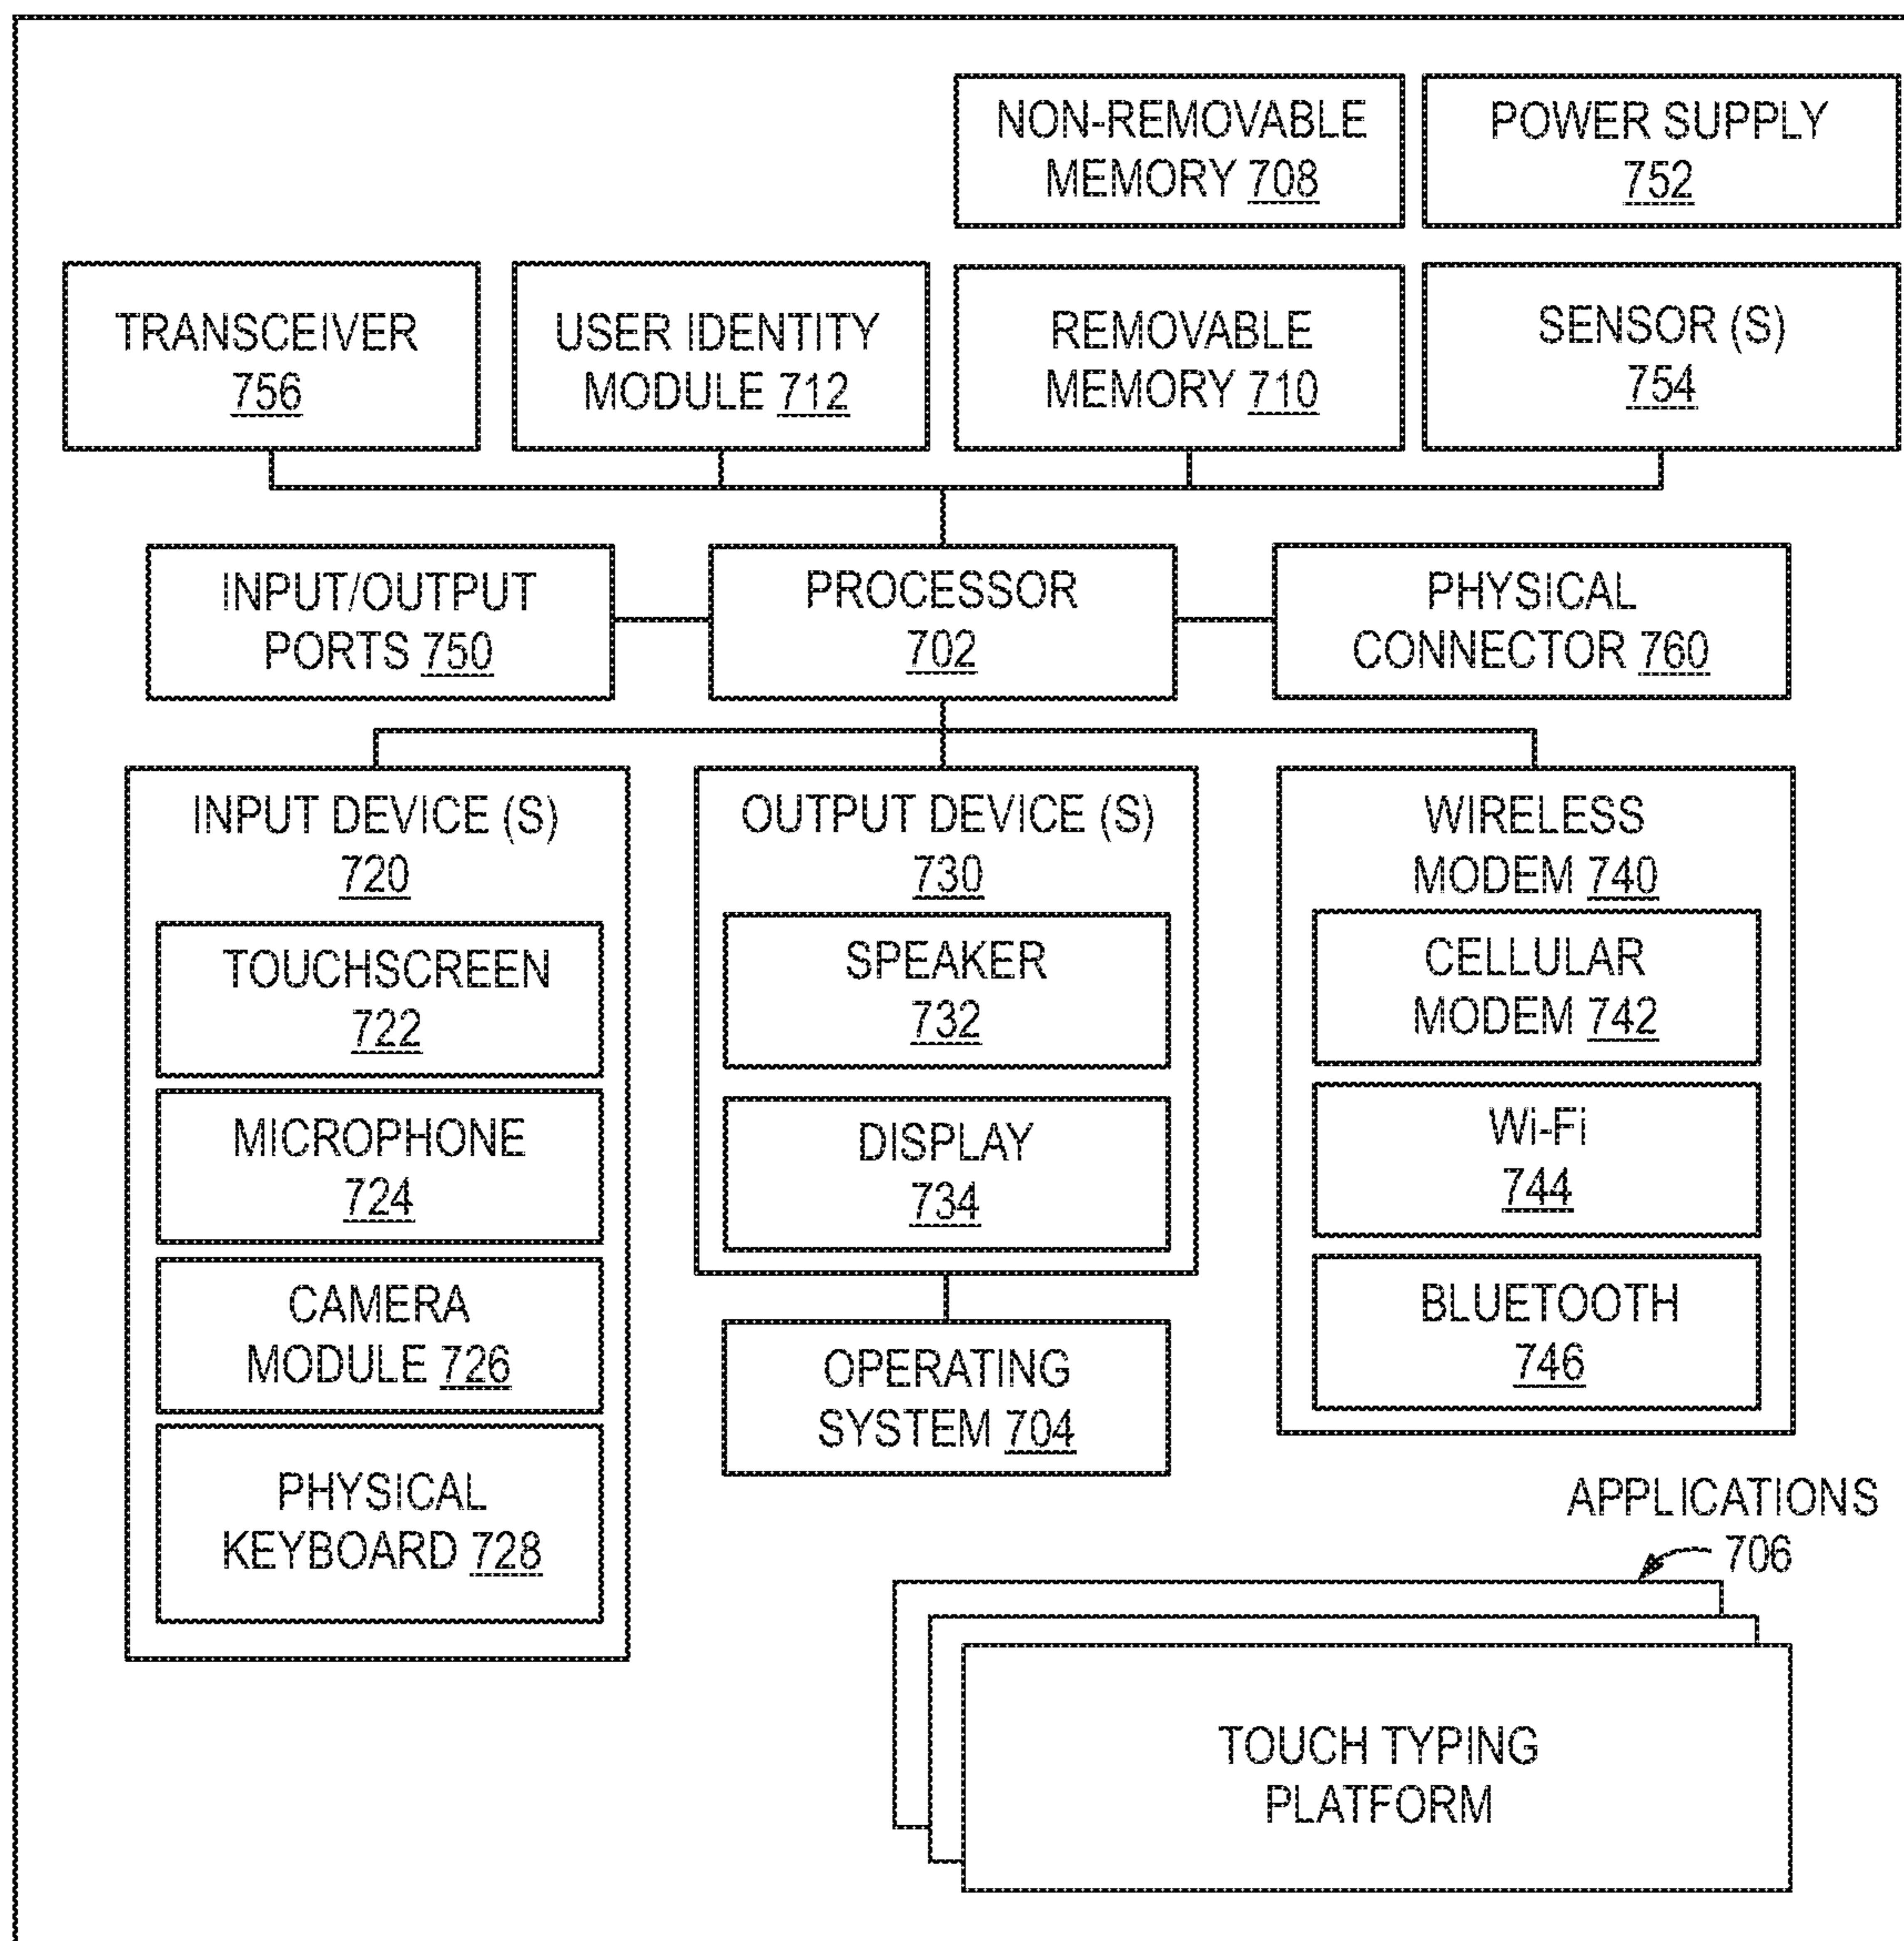 NON-REMOVABLE
MEMORY 708
POWER SUPPLY
752
TRANSCEIVER
756
USER IDENTITY
MODULE 712
REMOVABLE
MEMORY 710
SENSOR (S)
754
INPUT/OUTPUT
PORTS 750
PROCESSOR
702
PHYSICAL
CONNECTOR 760
INPUT DEVICE (S)
720
TOUCHSCREEN
722
MICROPHONE
724
CAMERA
MODULE 726
PHYSICAL
KEYBOARD 728
OUTPUT DEVICE (S)
730
SPEAKER
732
DISPLAY
734
OPERATING
SYSTEM 704
WIRELESS
MODEM 740
CELLULAR
MODEM 742
Wi-Fi
744
BLUETOOTH
746
APPLICATIONS
706
TOUCH TYPING
PLATFORM